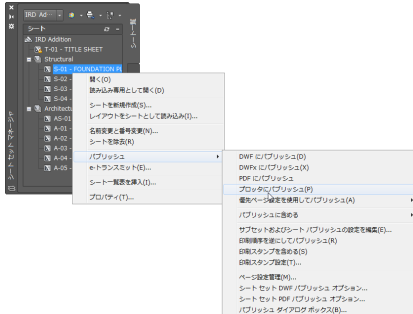 IRD Ad...
シート
IRD Addition
T-01 - TITLE SHEET
Structural
S-01 - FOUNDATION PL
S-02 -
S-03 -
S-04 -
Architectu
AS-01
A-01 -
A-02 -
A-03 -
A-04 -
A-05 -
開く(O)
読み込み専用として開く(D)
シートを新規作成(S)...
レイアウトをシートとして読み込み(I)...
名前変更と番号変更(N)...
シートを除去(R)
パブリッシュ
e-トランスミット(E)...
シート一覧表を挿入(I)...
プロパティ(T)...
DWF にパブリッシュ(D)
DWFx にパブリッシュ(X)
PDF にパブリッシュ
プロッタにパブリッシュ(P)
優先ページ設定を使用してパブリッシュ(A)
パブリッシュに含める
サブセットおよびシート パブリッシュの設定を編集(E)...
印刷順序を逆にしてパブリッシュ(R)
印刷スタンプを含める(S)
印刷スタンプ設定(T)...
ページ設定管理(M)...
シート セット DWF パブリッシュ オプション...
シート セット PDF パブリッシュ オプション...
パブリッシュ ダイアログ ボックス(B)...
シート セット マネージャ